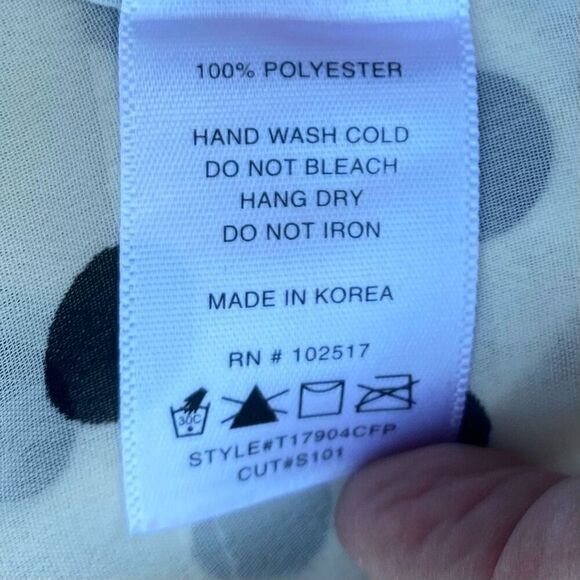 100% POLYESTER
HAND WASH COLD
DO NOT BLEACH
HANG DRY
DO NOT IRON
MADE IN KOREA
RN # 102517
30C
STYLE#T17904CFP
CUT#S101